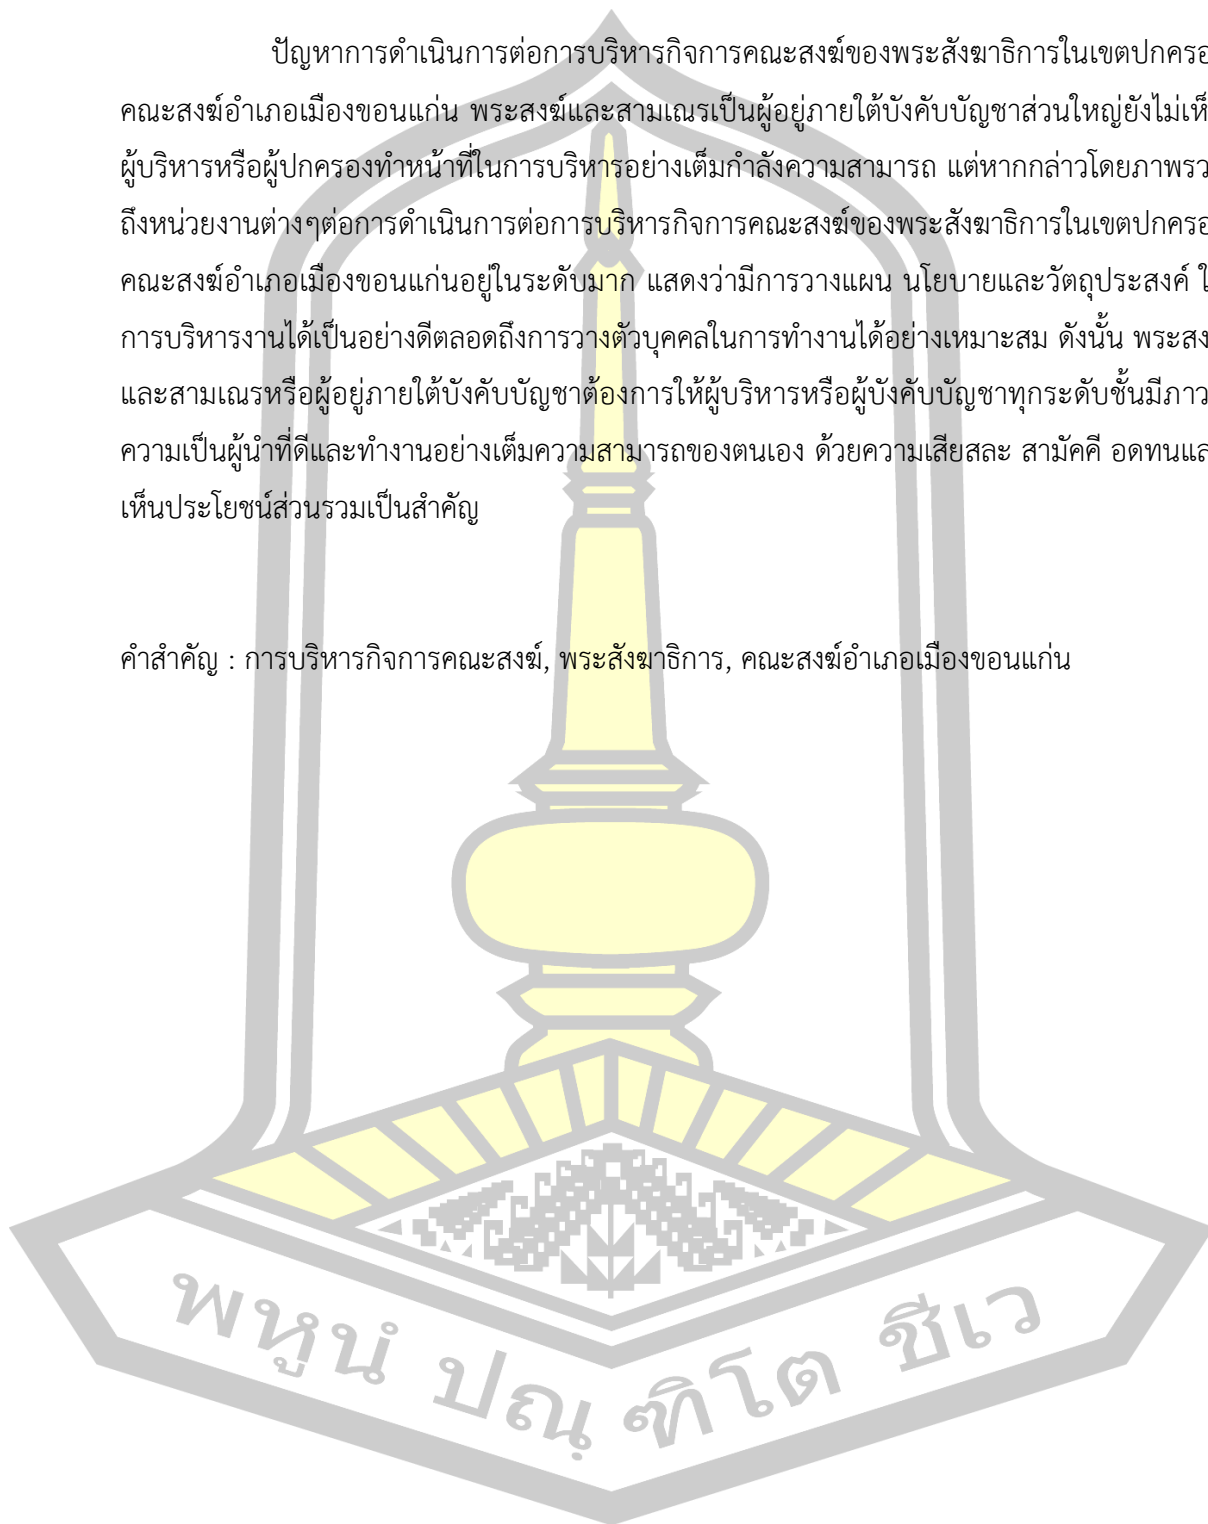 ปัญหาการดำเนินการต่อการบริหารกิจการคณะสงฆ์ของพระสังฆาธิการในเขตปกครอ
คณะสงฆ์อำเภอเมืองขอนแก่น พระสงฆ์และสามเณรเป็นผู้อยู่ภายใต้บังคับบัญชาส่วนใหญ่ยังไม่เห็
ผู้บริหารหรือผู้ปกครองทำหน้าที่ในการบริหารอย่างเต็มกำลังความสามารถ แต่หากกล่าวโดยภาพรว
ถึงหน่วยงานต่างๆต่อการดำเนินการต่อการบริหารกิจการคณะสงฆ์ของพระสังฆาธิการในเขตปกครอ
คณะสงฆ์อำเภอเมืองขอนแก่นอยู่ในระดับมาก แสดงว่ามีการวางแผน นโยบายและวัตถุประสงค์ ใ
การบริหารงานได้เป็นอย่างดีตลอดถึงการวางตัวบุคคลในการทำงานได้อย่างเหมาะสม ดังนั้น พระสง
และสามเณรหรือผู้อยู่ภายใต้บังคับบัญชาต้องการให้ผู้บริหารหรือผู้บังคับบัญชาทุกระดับชั้นมีภาว
ความเป็นผู้นำที่ดีและทำงานอย่างเต็มความสามารถของตนเอง ด้วยความเสียสละ สามัคคี อดทนแล
เห็นประโยชน์ส่วนรวมเป็นสำคัญ
คำสำคัญ : การบริหารกิจการคณะสงฆ์, พระสังฆาธิการ, คณะสงฆ์อำเภอเมืองขอนแก่น
พหูนํ ปณฺฑิโต ชีเว